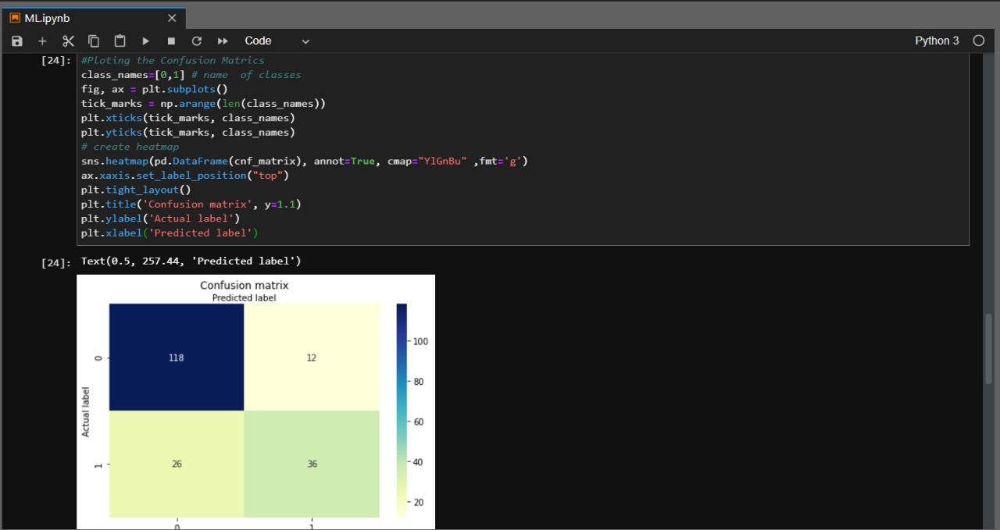 ML.ipynb
Code
Python 3
[24]:
#Ploting the Confusion Matrics
class_names=[0,1] # name  of classes
fig, ax = plt.subplots()
tick_marks = np.arange(len(class_names))
plt.xticks(tick_marks, class_names)
plt.yticks(tick_marks, class_names)
# create heatmap
sns.heatmap(pd.DataFrame(cnf_matrix), annot=True, cmap="YlGnBu" ,fmt='g')
ax.xaxis.set_label_position("top")
plt.tight_layout()
plt.title('Confusion matrix', y=1.1)
plt.ylabel('Actual label')
plt.xlabel('Predicted label')
[24]:
Text(0.5, 257.44, 'Predicted label')
Confusion matrix
Predicted label
100
0
118
12
80
Actual label
60
40
1
26
36
20
0
1